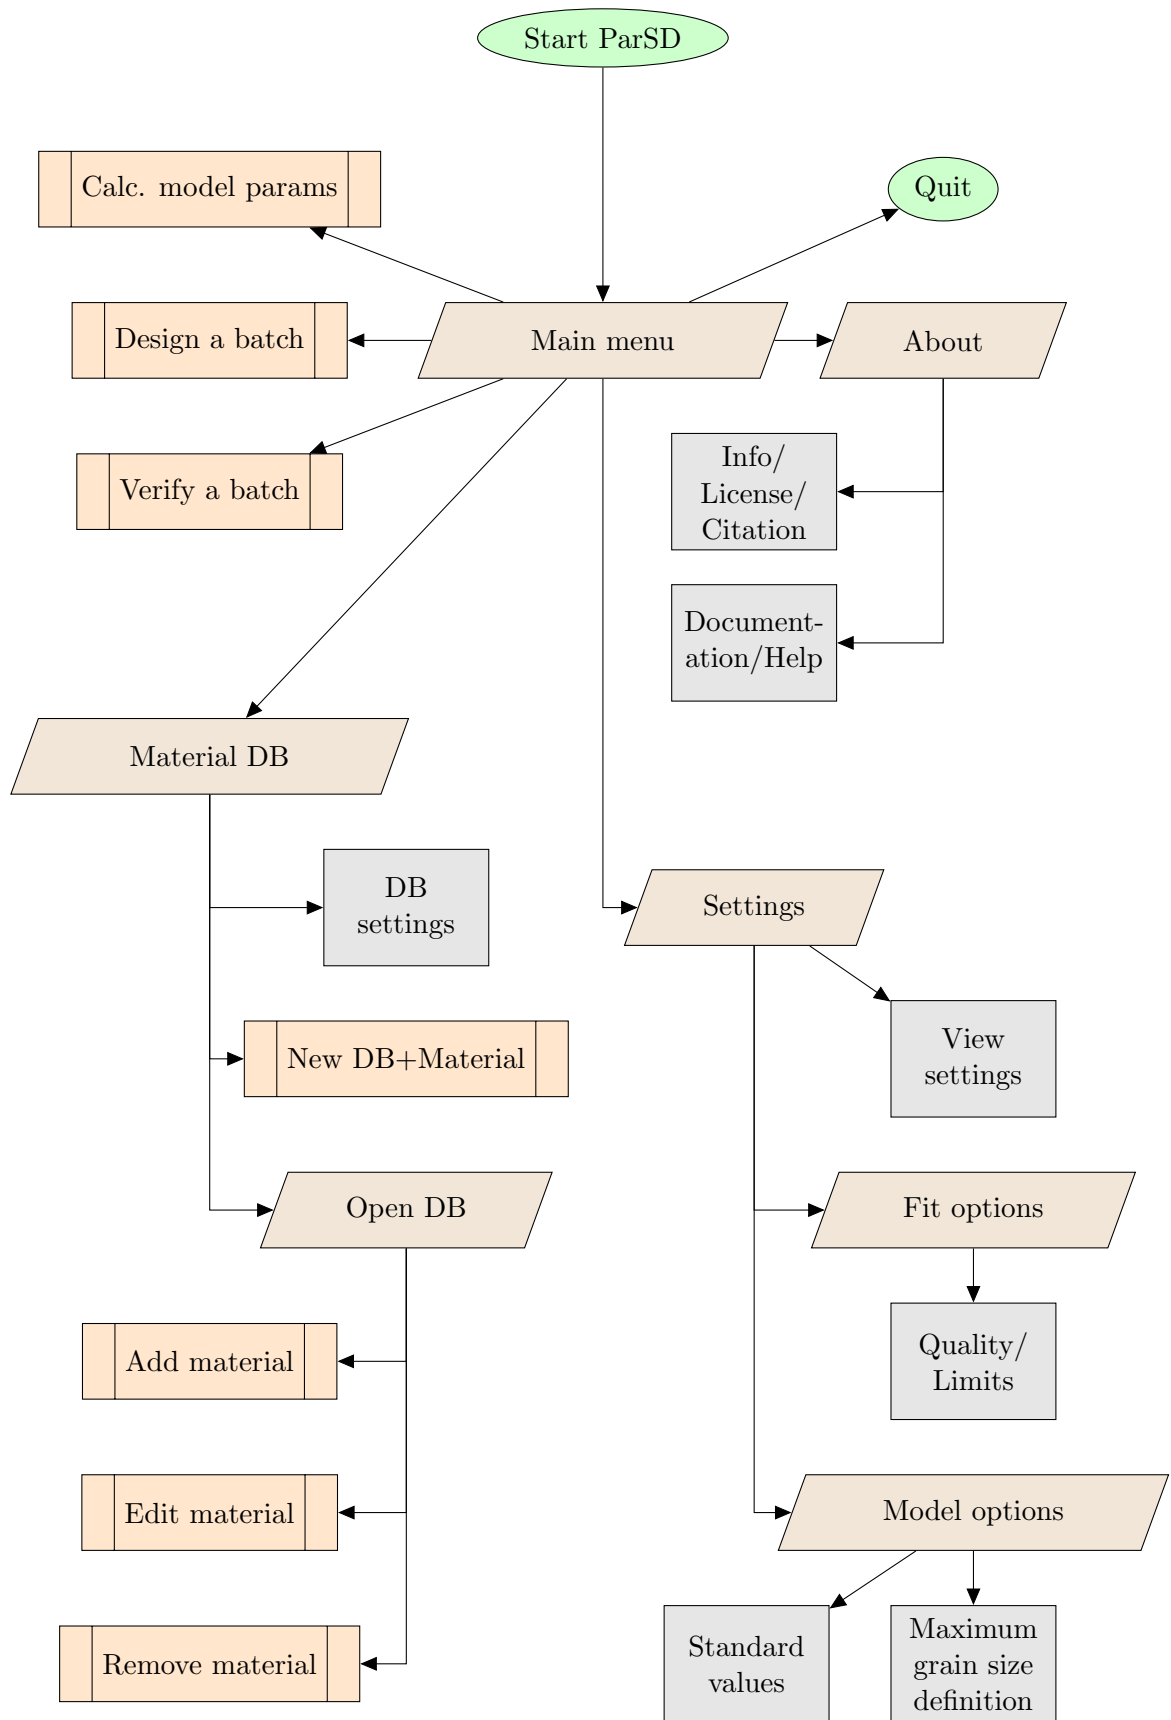 Start ParSD
Calc. model params
Quit
Design a batch
Main menu
About
Verify a batch
Info/
License/
Citation
Document-
ation/Help
Material DB
DB
settings
Settings
New DB+Material
View
settings
Open DB
Fit options
Add material
Quality/
Limits
Edit material
Model options
Remove material
Standard
values
Maximum
grain size
definition